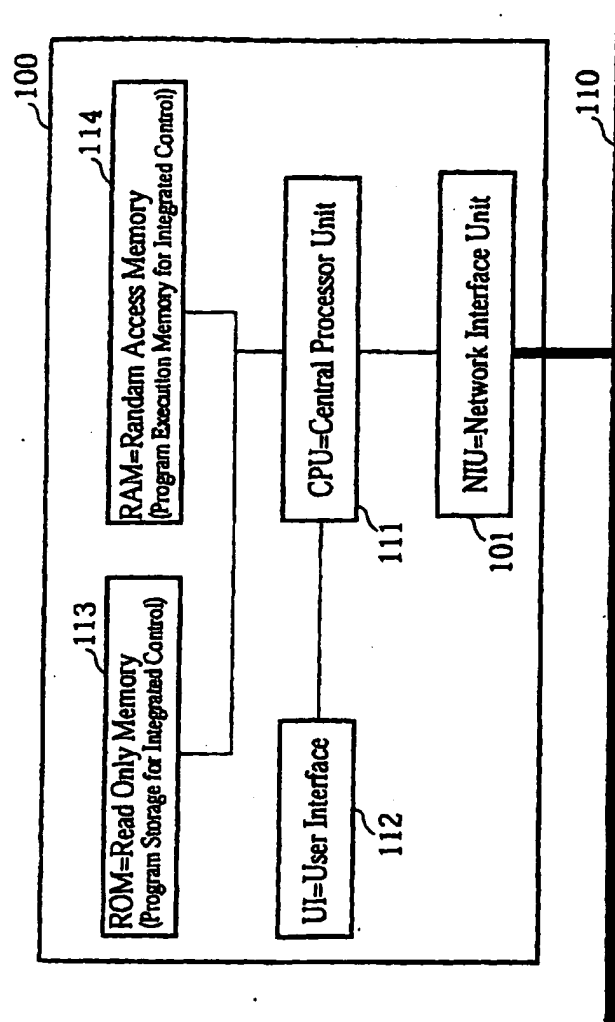 100
113
ROM=Read Only Memory
(Program Storage for Integrated Control)
114
RAM=Randam Access Memory
(Program Execution Memory for Integrated Control)
UI=User Interface
112
CPU=Central Processor Unit
111
NIU=Network Interface Unit
101
110